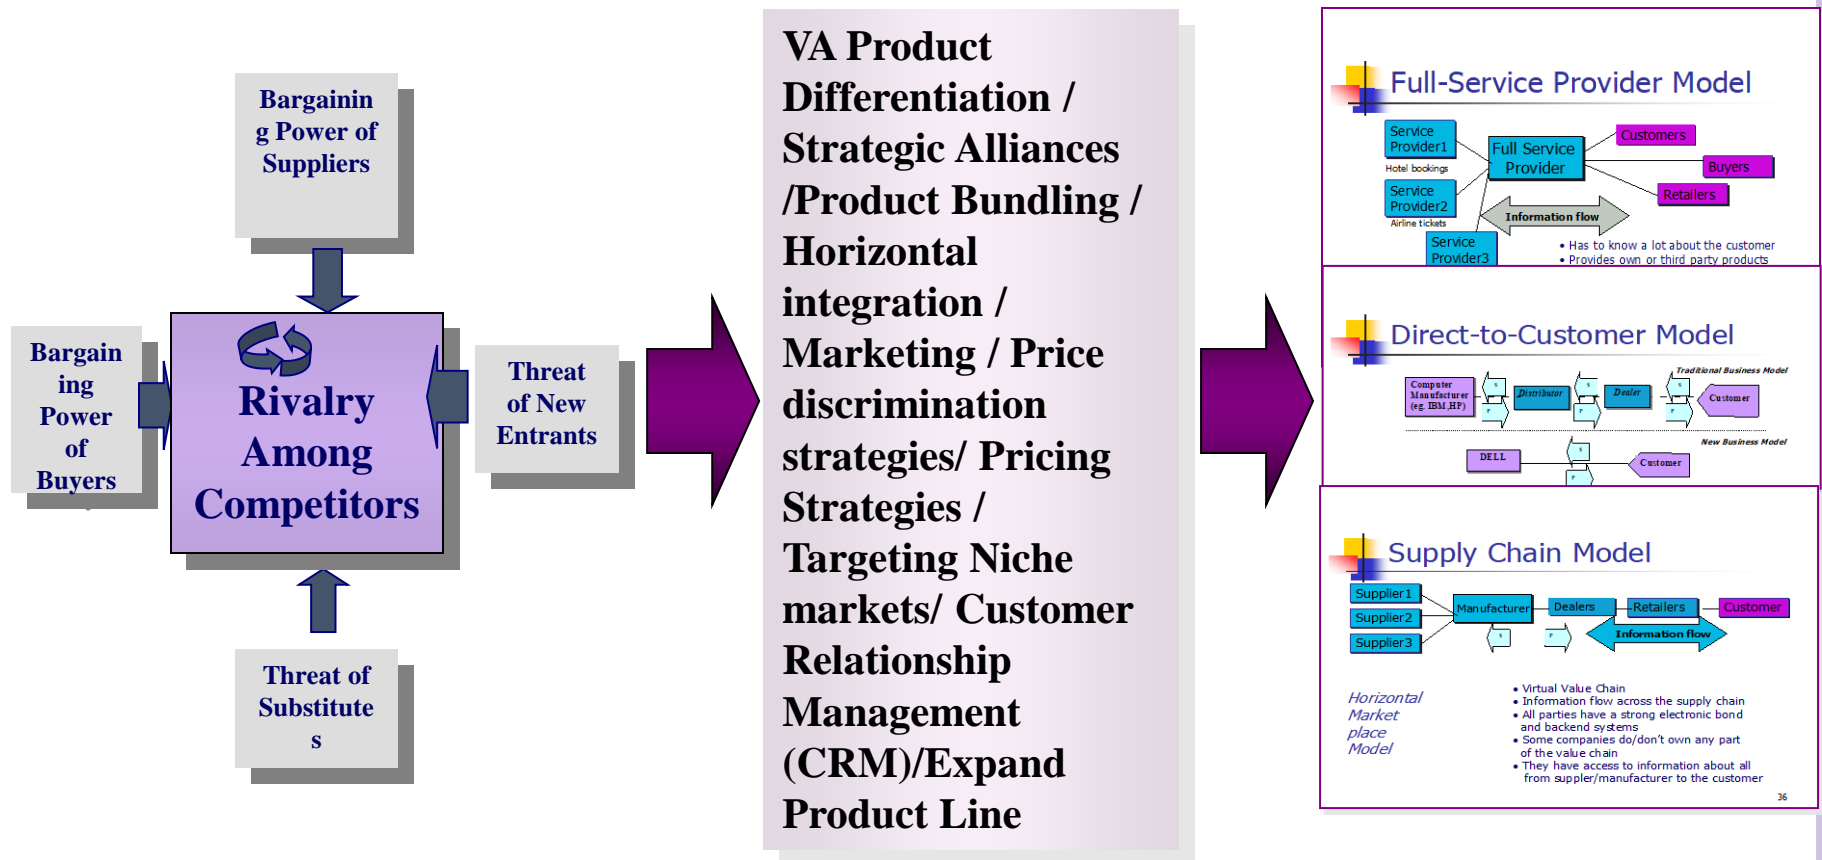 Bargainin
g Power of
Suppliers
Bargain
ing
Power
of
Buyers
Rivalry
Among
Competitors
Threat
of New
Entrants
Threat of
Substitute
s
VA Product
Differentiation /
Strategic Alliances
/Product Bundling /
Horizontal
integration /
Marketing / Price
discrimination
strategies/ Pricing
Strategies /
Targeting Niche
markets/ Customer
Relationship
Management
(CRM)/Expand
Product Line
Full-Service Provider Model
Service
Provider1
Hotel bookings
Service
Provider2
Airline tickets
Service
Provider3
Full Service
Provider
Customers
Buyers
Retailers
Information flow
• Has to know a lot about the customer
• Provides own or third party products
Direct-to-Customer Model
Traditional Business Model
Computer
Manufacturer
(eg. IBM ,HP)
S
P
Distributor
S
P
Dealer
S
P
Customer
New Business Model
DELL
S
P
Customer
Supply Chain Model
Supplier1
Supplier2
Supplier3
Manufacturer
Dealers
Retailers
Customer
S
P
Information flow
Horizontal
Market
place
Model
• Virtual Value Chain
• Information flow across the supply chain
• All parties have a strong electronic bond
and backend systems
• Some companies do/don't own any part
of the value chain
• They have access to information about all
from suppler/manufacturer to the customer
36